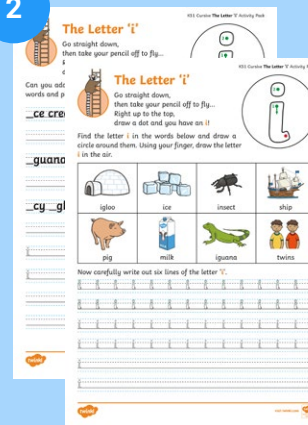 2
KS1 Cursive The Letter 'i' Activity Pack
The Letter 'i'
Go straight down,
then take your pencil off to fly...
Can you add
words and p
_ce cre
_guana
_cy _gl
twinkl
KS1 Cursive The Letter 'i' Activity
The Letter 'i'
Go straight down,
then take your pencil off to fly...
Right up to the top,
draw a dot and you have an i!
Find the letter i in the words below and draw a
circle around them. Using your finger, draw the letter
i in the air.
igloo ice insect ship
pig milk iguana twins
Now carefully write out six lines of the letter 'i'.
twinkl